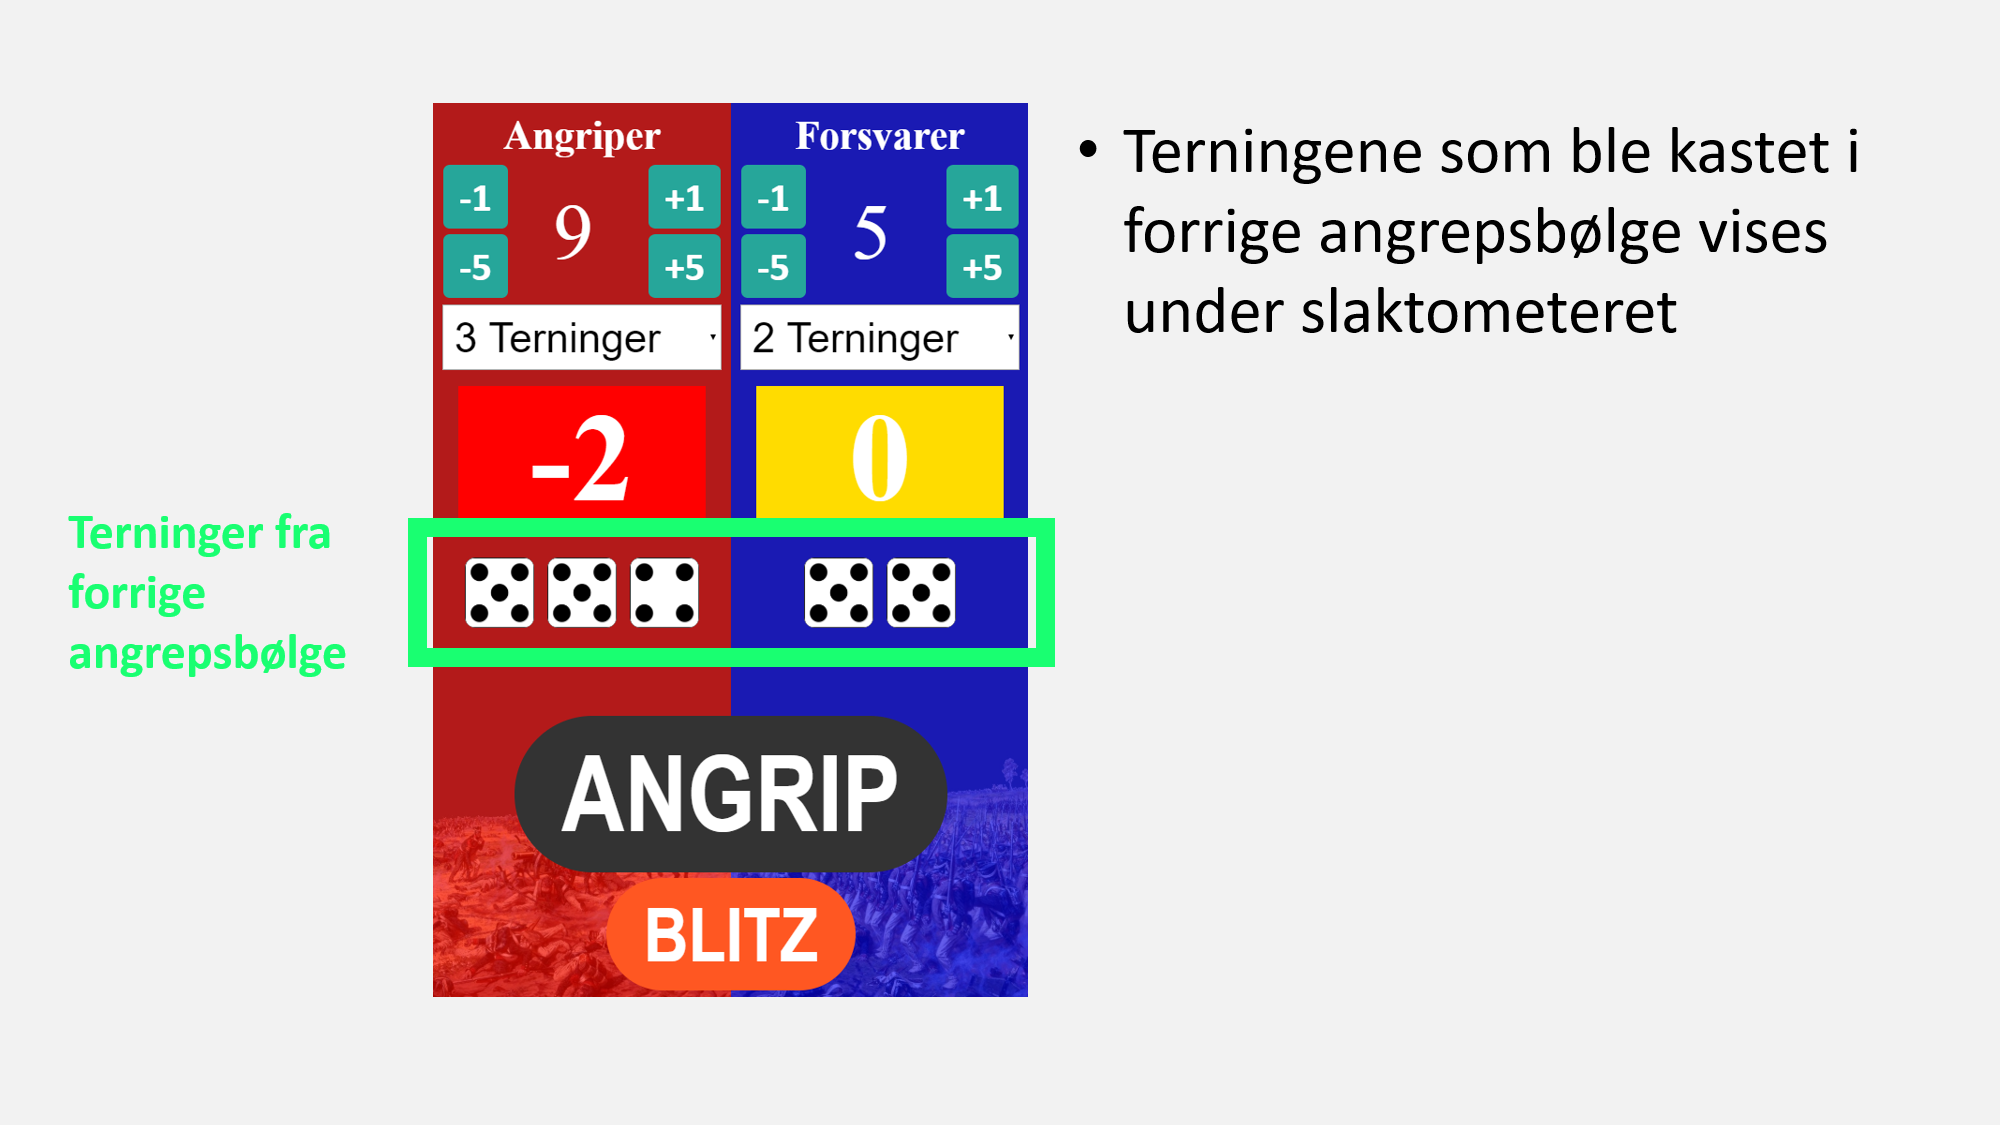 Angriper
Forsvarer
-1
9
+1
-1
5
+1
-5
+5
-5
+5
3 Terninger
2 Terninger
-2
0
Terninger fra
forrige
angrepsbølge
ANGRIP
BLITZ
• Terningene som ble kastet i
forrige angrepsbølge vises
under slaktometeret